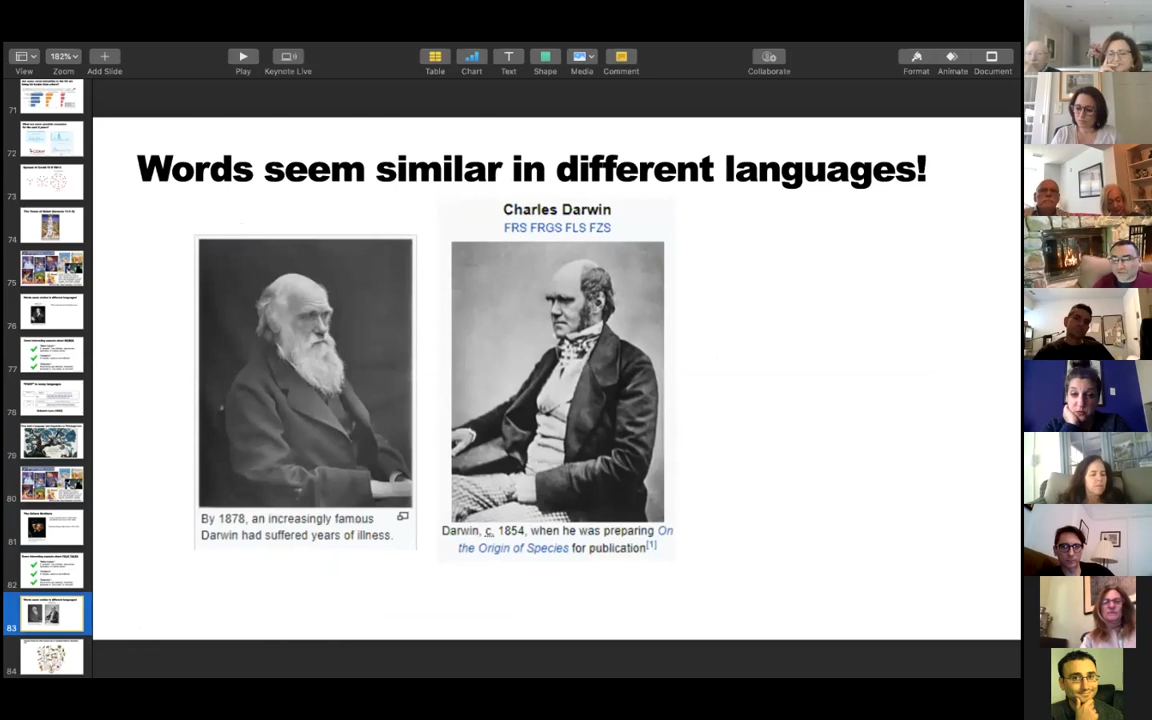 View
182%
Zoom
Add Slide
Play
Keynote Live
Table
Chart
Text
Shape
Media
Comment
Collaborate
Format
Animate
Document
71
72
73
74
75
76
77
78
79
80
81
82
83
84
Words seem similar in different languages!
Charles Darwin
FRS FRGS FLS FZS
By 1878, an increasingly famous
Darwin had suffered years of illness.
Darwin, c. 1854, when he was preparing On
the Origin of Species for publication[1]